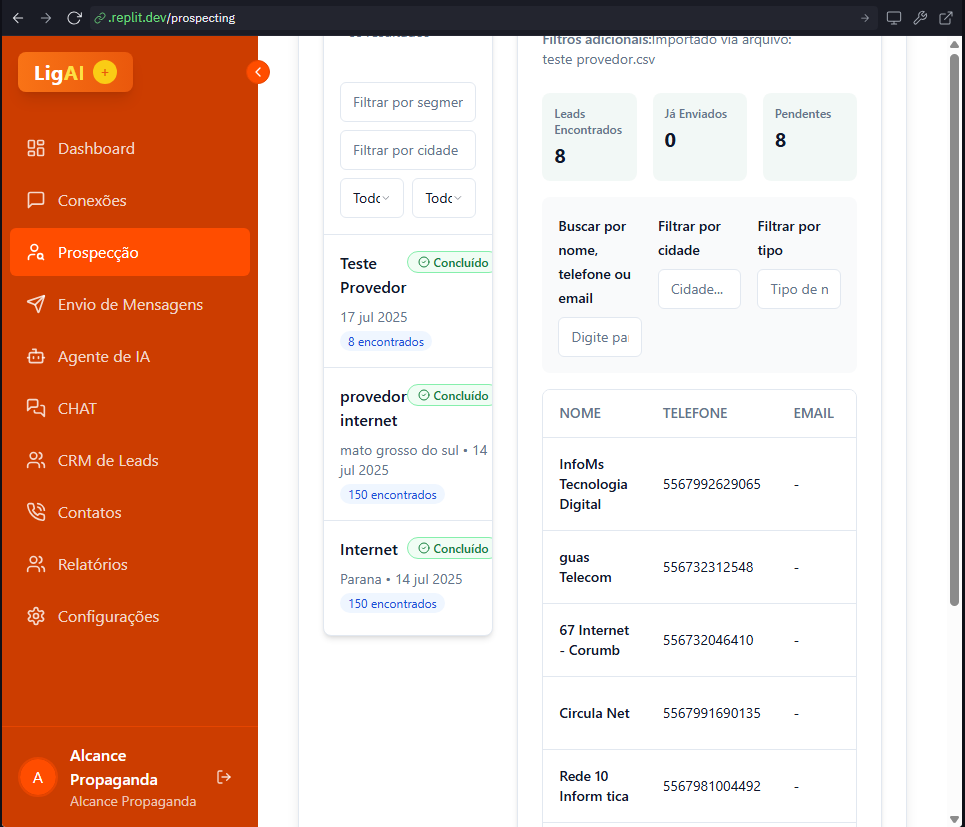 .replit.dev/prospecting
LigAI +
Dashboard
Conexões
Prospecção
Envio de Mensagens
Agente de IA
CHAT
CRM de Leads
Contatos
Relatórios
Configurações
A
Alcance
Propaganda
Alcance Propaganda
Filtrar por segmer
Filtrar por cidade
Todc
Todc
Teste
Provedor
Concluído
17 jul 2025
8 encontrados
provedor
internet
Concluído
mato grosso do sul • 14
jul 2025
150 encontrados
Internet
Concluído
Parana • 14 jul 2025
150 encontrados
Filtros adicionais:Importado via arquivo:
teste provedor.csv
Leads
Encontrados
8
Já Enviados
0
Pendentes
8
Buscar por
nome,
telefone ou
email
Digite pa
Filtrar por
cidade
Cidade...
Filtrar por
tipo
Tipo de n
NOME TELEFONE EMAIL
InfoMs
Tecnologia
Digital
5567992629065 -
guas
Telecom
556732312548 -
67 Internet
- Corumb
556732046410 -
Circula Net 5567991690135 -
Rede 10
Inform tica
5567981004492 -